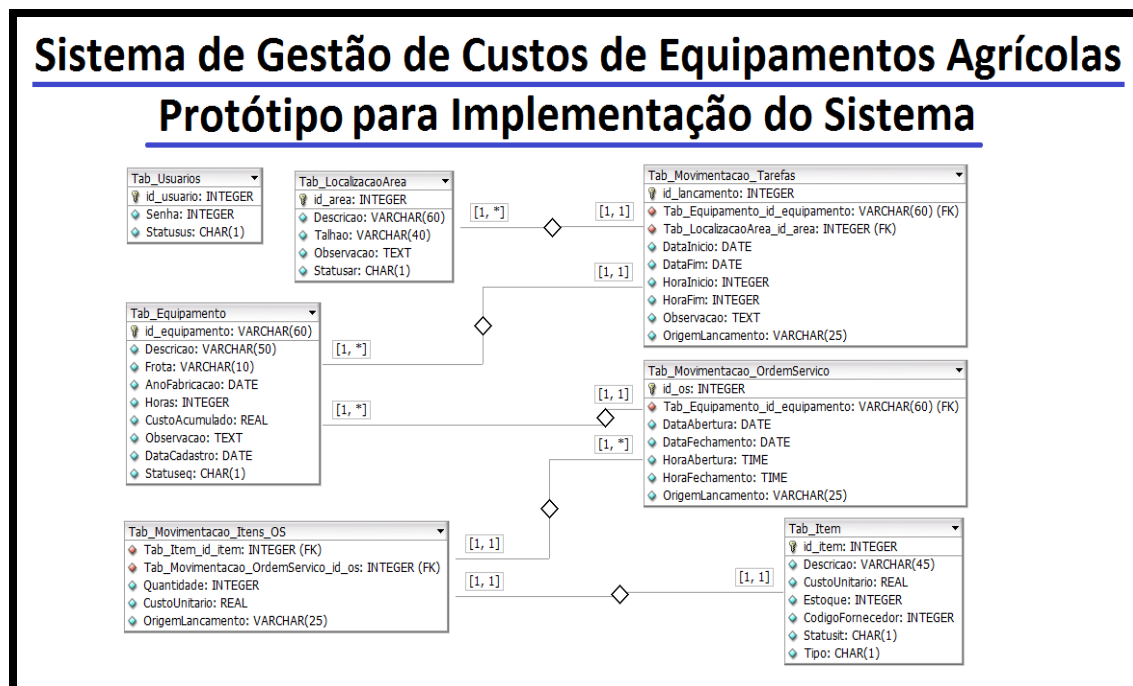 Sistema de Gestão de Custos de Equipamentos Agrícolas
Protótipo para Implementação do Sistema
Tab_Usuarios
id_usuario: INTEGER
Senha: INTEGER
Statusus: CHAR(1)
Tab_LocalizacaoArea
id_area: INTEGER
Descricao: VARCHAR(60)
Talhao: VARCHAR(40)
Observacao: TEXT
Statusar: CHAR(1)
[1, *]
[1, 1]
Tab_Movimentacao_Tarefas
id_lancamento: INTEGER
Tab_Equipamento_id_equipamento: VARCHAR(60) (FK)
Tab_LocalizacaoArea_id_area: INTEGER (FK)
DataInicio: DATE
DataFim: DATE
HoraInicio: INTEGER
HoraFim: INTEGER
Observacao: TEXT
OrigemLancamento: VARCHAR(25)
[1, 1]
Tab_Equipamento
id_equipamento: VARCHAR(60)
Descricao: VARCHAR(50)
Frota: VARCHAR(10)
AnoFabricacao: DATE
Horas: INTEGER
CustoAcumulado: REAL
Observacao: TEXT
DataCadastro: DATE
Statuseq: CHAR(1)
[1, *]
[1, *]
[1, 1]
[1, *]
Tab_Movimentacao_OrdemServico
id_os: INTEGER
Tab_Equipamento_id_equipamento: VARCHAR(60) (FK)
DataAbertura: DATE
DataFechamento: DATE
HoraAbertura: TIME
HoraFechamento: TIME
OrigemLancamento: VARCHAR(25)
Tab_Movimentacao_Itens_OS
Tab_Item_id_item: INTEGER (FK)
Tab_Movimentacao_OrdemServico_id_os: INTEGER (FK)
Quantidade: INTEGER
CustoUnitario: REAL
OrigemLancamento: VARCHAR(25)
[1, 1]
[1, 1]
[1, 1]
Tab_Item
id_item: INTEGER
Descricao: VARCHAR(45)
CustoUnitario: REAL
Estoque: INTEGER
CodigoFornecedor: INTEGER
Statusit: CHAR(1)
Tipo: CHAR(1)